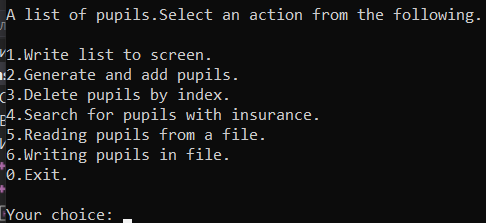 A list of pupils.Select an action from the following.
1.Write list to screen.
2.Generate and add pupils.
3.Delete pupils by index.
4.Search for pupils with insurance.
5.Reading pupils from a file.
6.Writing pupils in file.
0.Exit.
Your choice: